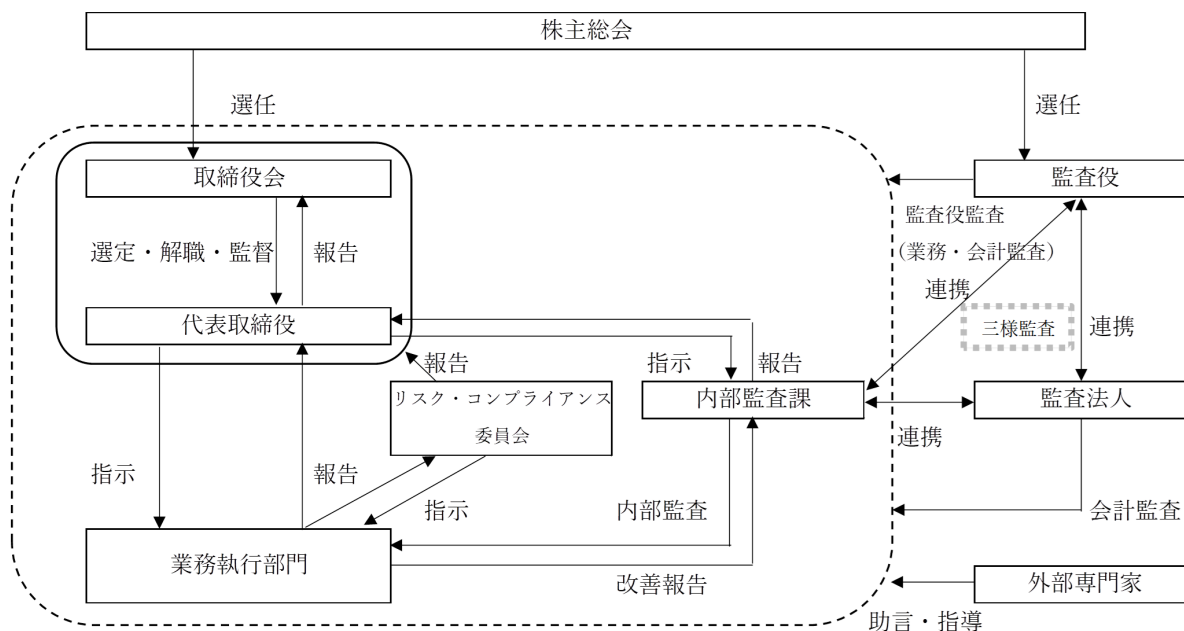 株主総会
選任
選任
取締役会
監査役
監査役監査
(業務・会計監査)
選定・解職・監督
報告
連携
代表取締役
三様監査
連携
報告
指示
報告
リスク・コンプライアンス
委員会
内部監査課
監査法人
連携
指示
報告
指示
内部監査
会計監査
業務執行部門
改善報告
外部専門家
助言・指導